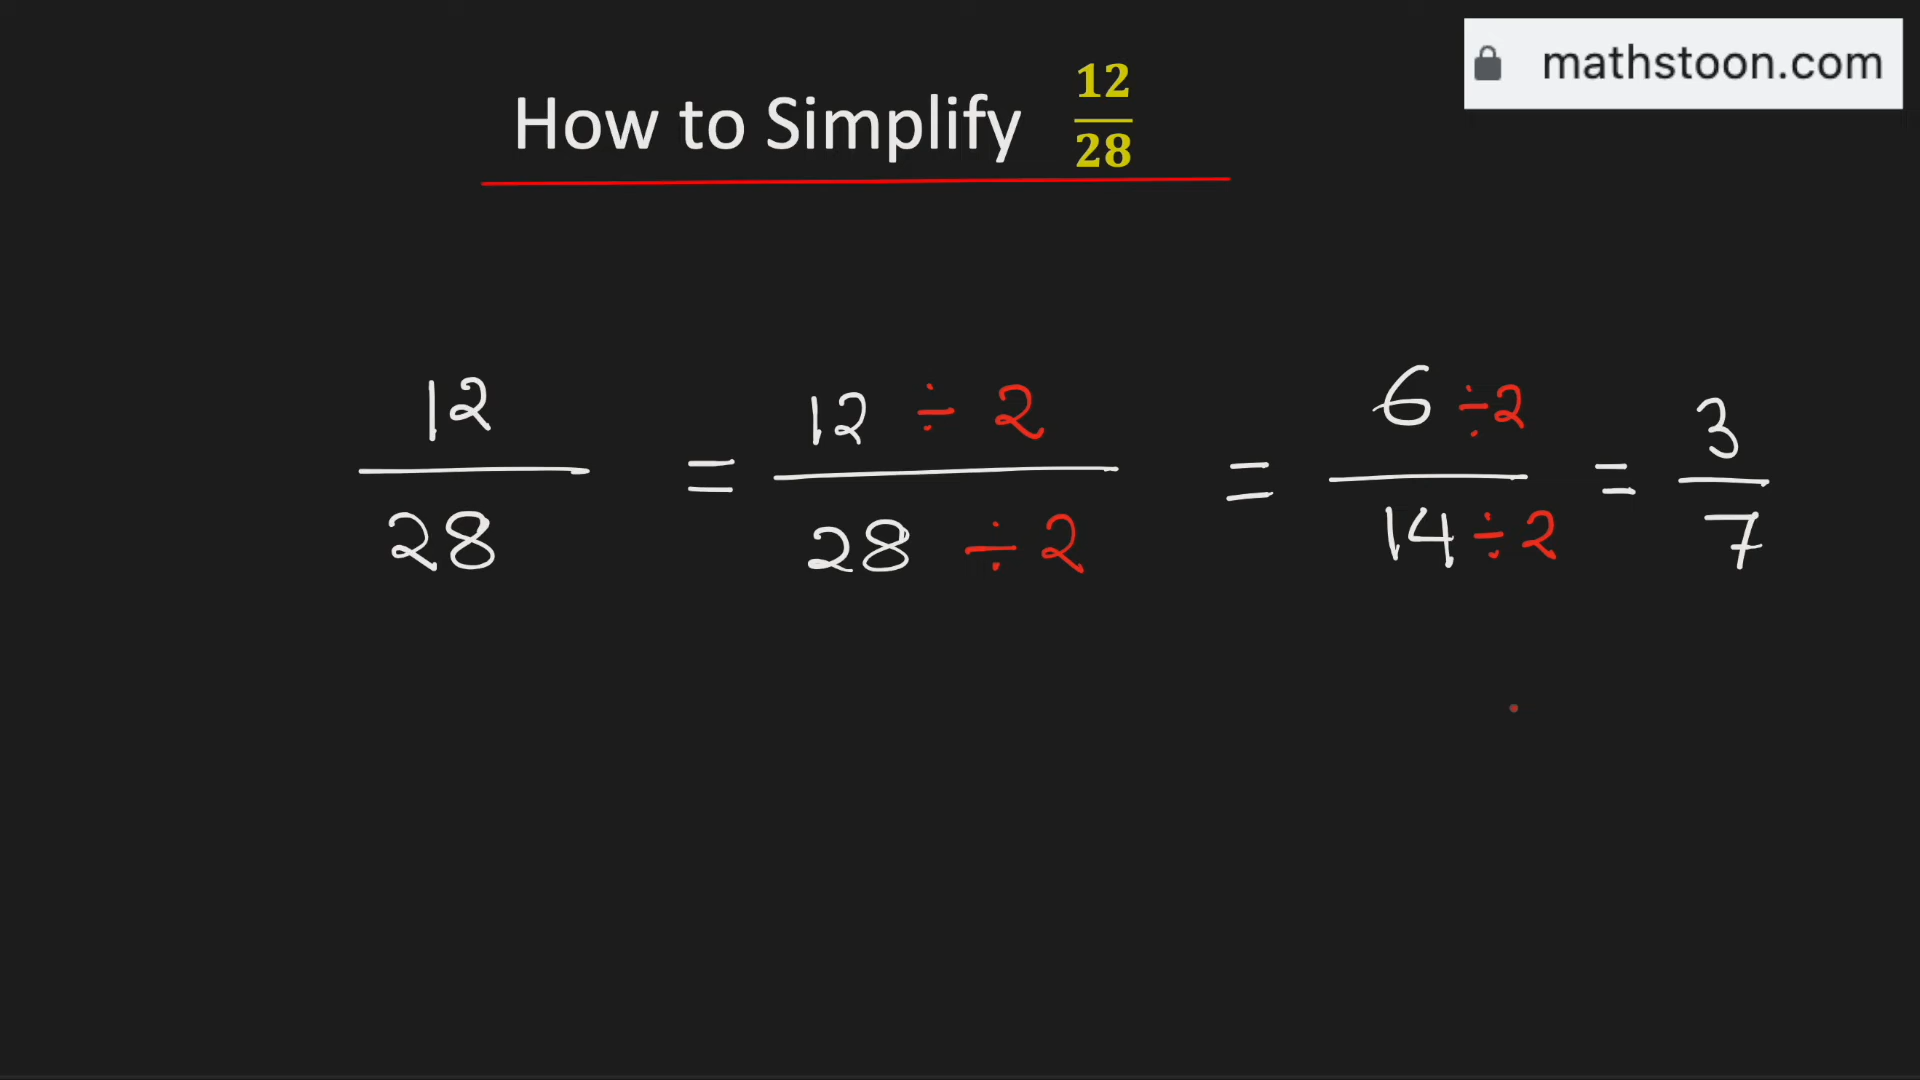 mathstoon.com
How to Simplify 12/28
12/28 = 12 ÷ 2/28 ÷ 2 = 6 ÷2/14 ÷ 2 = 3/7